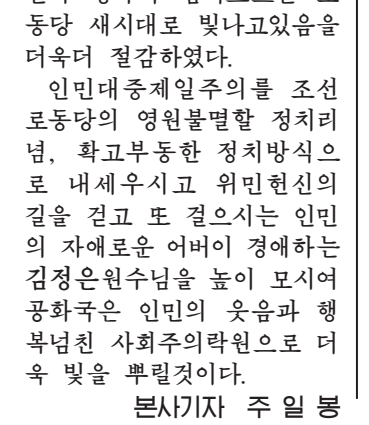 동당 새시대로 빛나고있음을
더욱더 절감하였다.
인민대중제일주의를 조선
로동당의 영원불멸할 정치리
념, 확고부동한 정치방식으
로 내세우시고 위민헌신의
길을 걷고 또 걸으시는 인민
의 자애로운 어버이 경애하는
김정은원수님을 높이 모시여
공화국은 인민의 웃음과 행
복넘친 사회주의락원으로 더
욱 빛을 뿌릴것이다.
본사기자 주 일 봉